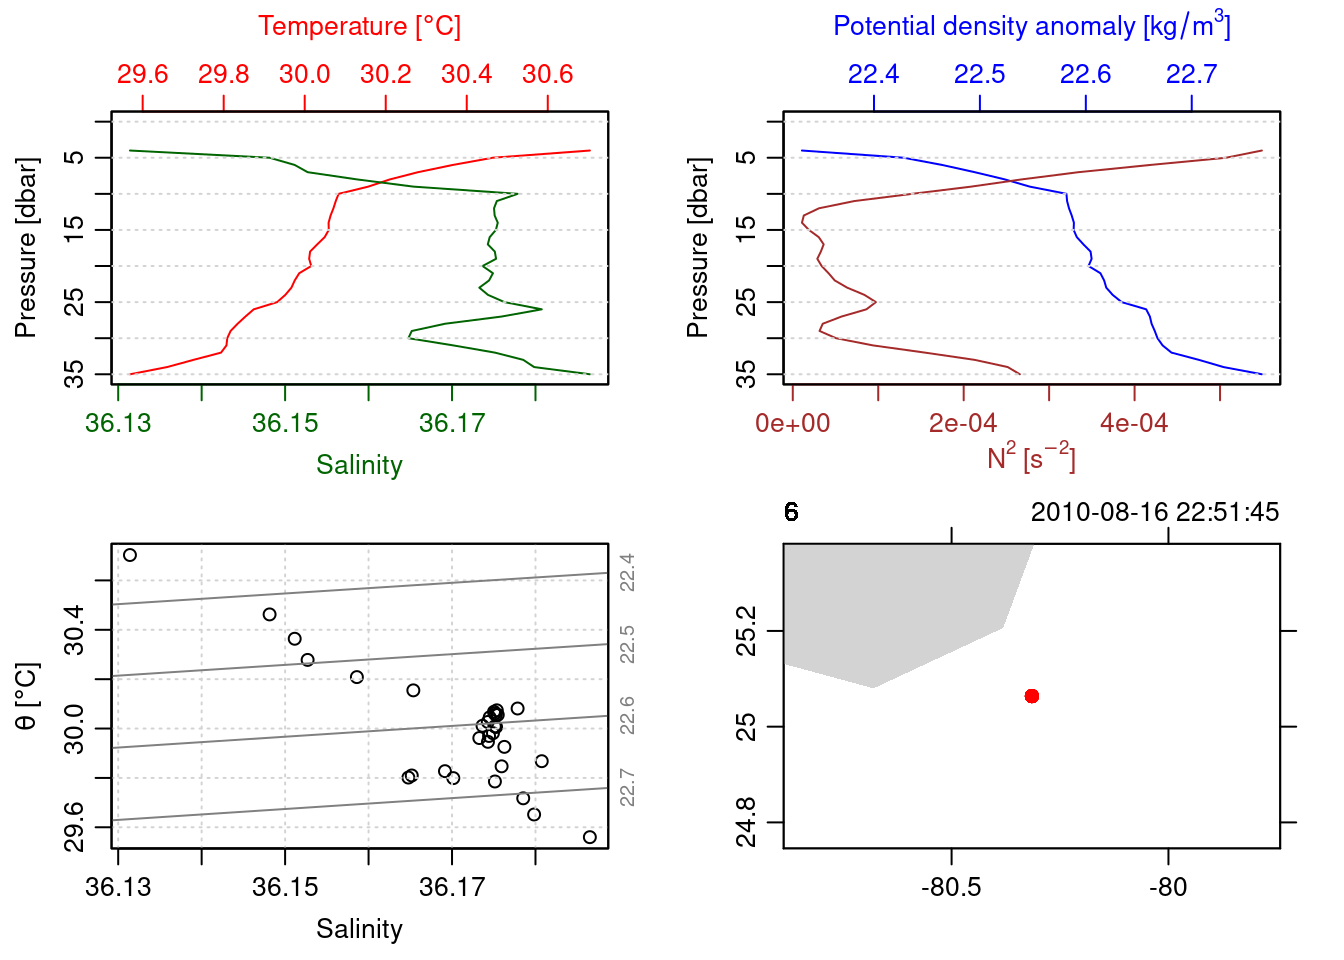 Temperature [°C]
29.6 29.8 30.0 30.2 30.4 30.6
Pressure [dbar]
5
15
25
35
36.13 36.15 36.17
Salinity
Potential density anomaly [kg/m³]
22.4 22.5 22.6 22.7
Pressure [dbar]
5
15
25
35
0e+00 2e-04 4e-04
N² [s⁻²]
θ [°C]
30.4
30.0
29.6
22.4
22.5
22.6
22.7
36.13 36.15 36.17
Salinity
6 2010-08-16 22:51:45
25.2
25
24.8
-80.5 -80